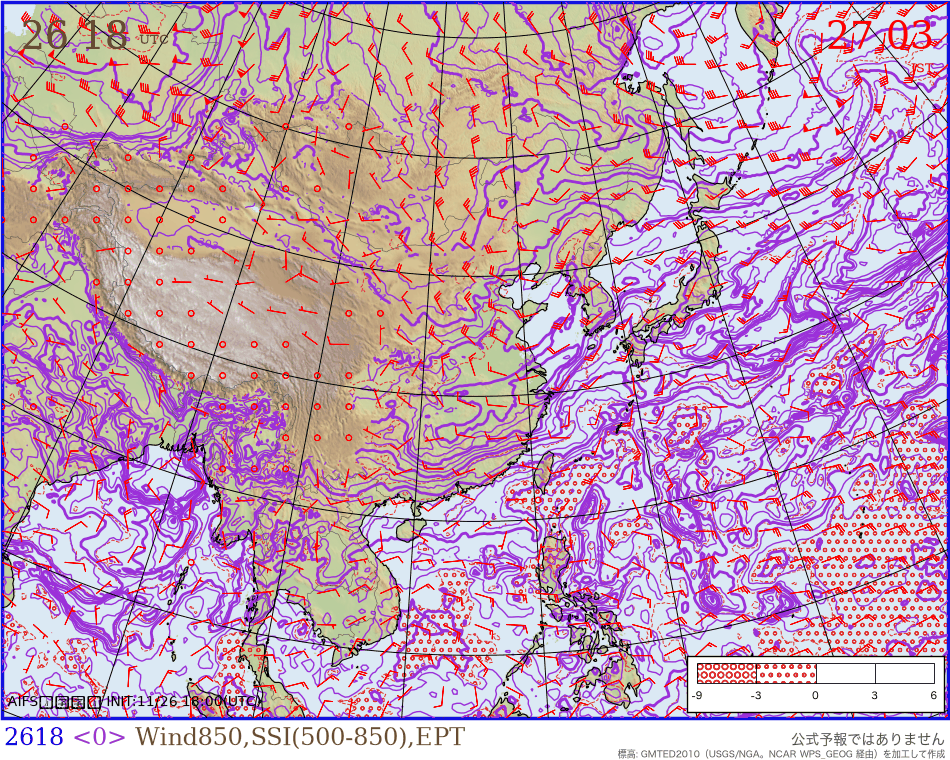 26.18 UTC
27.03
JST
303
-9 -3 0 3 6
AIFS□□□□/INIT:11/26 18:00(UTC)
2618 <0> Wind850,SSI(500-850),EPT
公式予報ではありません
標高: GMTED2010（USGS/NGA。NCAR WPS_GEOG 経由）を加工して作成